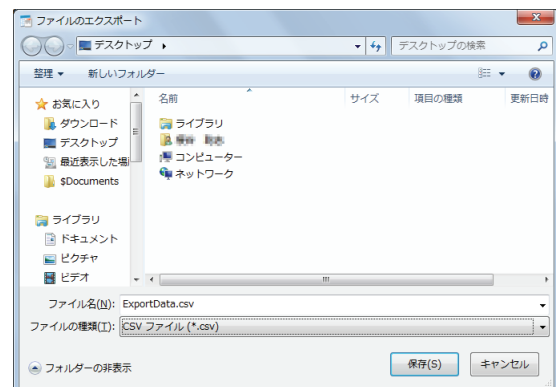 ファイルのエクスポート
デスクトップ
デスクトップの検索
整理 新しいフォルダー
名前 サイズ 項目の種類 更新日時
お気に入り
ダウンロード
デスクトップ
最近表示した場
$Documents
ライブラリ
ドキュメント
ピクチャ
ビデオ
ライブラリ
コンピューター
ネットワーク
ファイル名(N): ExportData.csv
ファイルの種類(T): CSV ファイル (*.csv)
フォルダーの非表示 保存(S) キャンセル